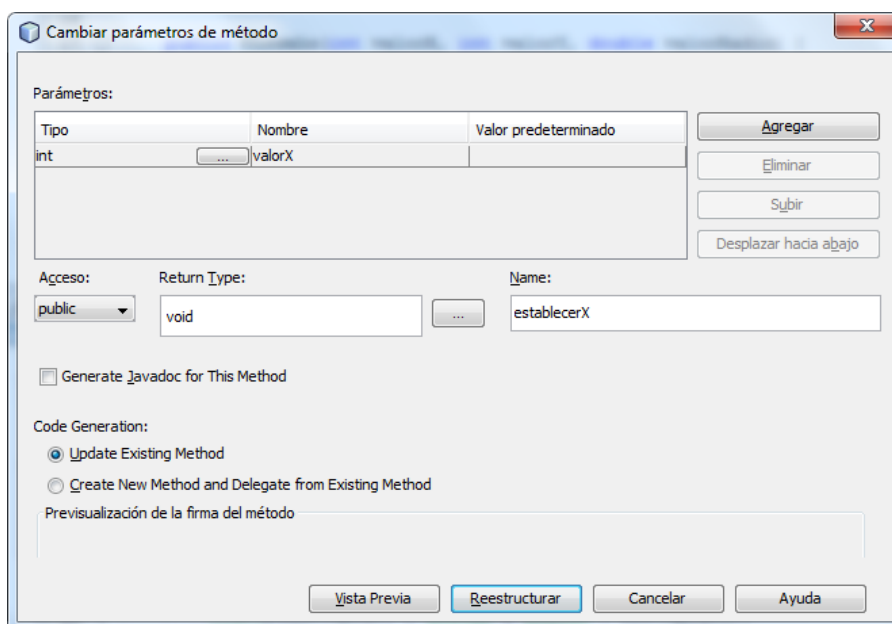 Cambiar parámetros de método
Parámetros:
Tipo Nombre Valor predeterminado
int ... valorX
Agregar
Eliminar
Subir
Desplazar hacia abajo
Acceso: Return Type: Name:
public void ... establecerX
Generate Javadoc for This Method
Code Generation:
Update Existing Method
Create New Method and Delegate from Existing Method
Previsualización de la firma del método
Vista Previa Reestructurar Cancelar Ayuda